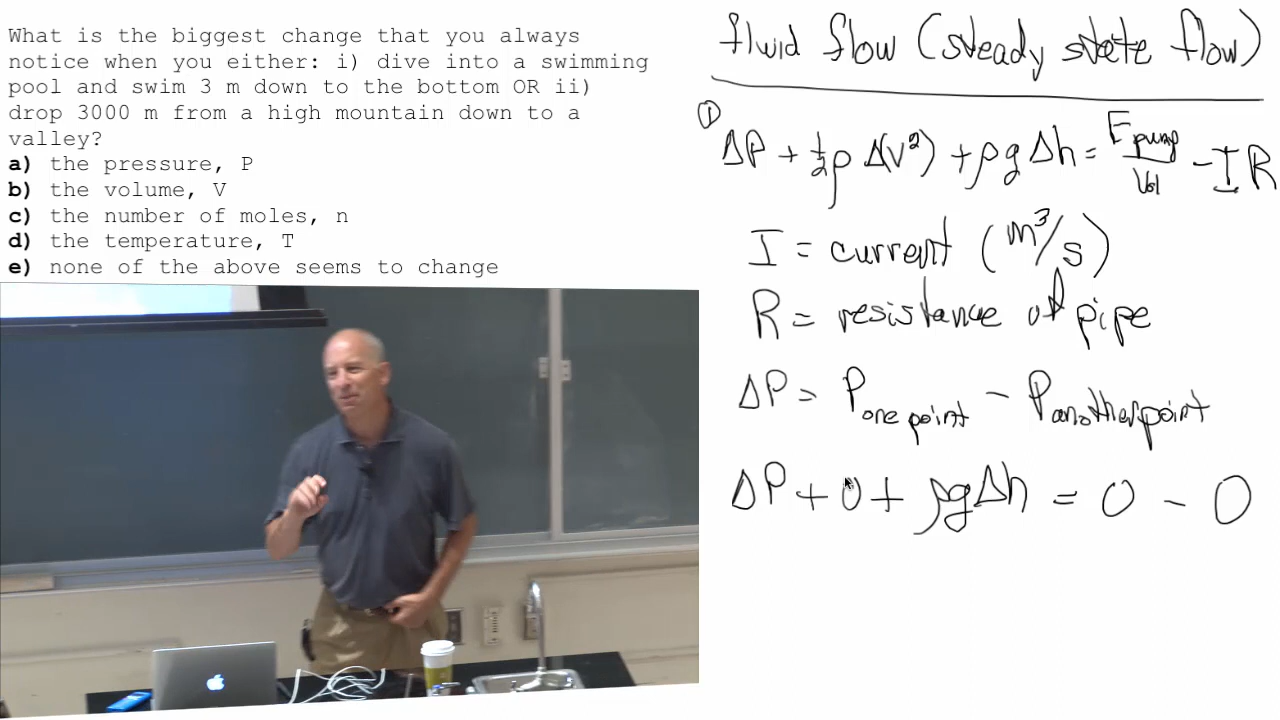 What is the biggest change that you always
notice when you either: i) dive into a swimming
pool and swim 3 m down to the bottom OR ii)
drop 3000 m from a high mountain down to a
valley?
a) the pressure, P
b) the volume, V
c) the number of moles, n
d) the temperature, T
e) none of the above seems to change
fluid flow (steady state flow)
① ΔP + ½ρ Δ(v²) + ρgΔh = E pump / Vol - IR
I = current (m³/s)
R = resistance of pipe
ΔP = P one point - P another point
ΔP + 0 + ρgΔh = 0 - 0